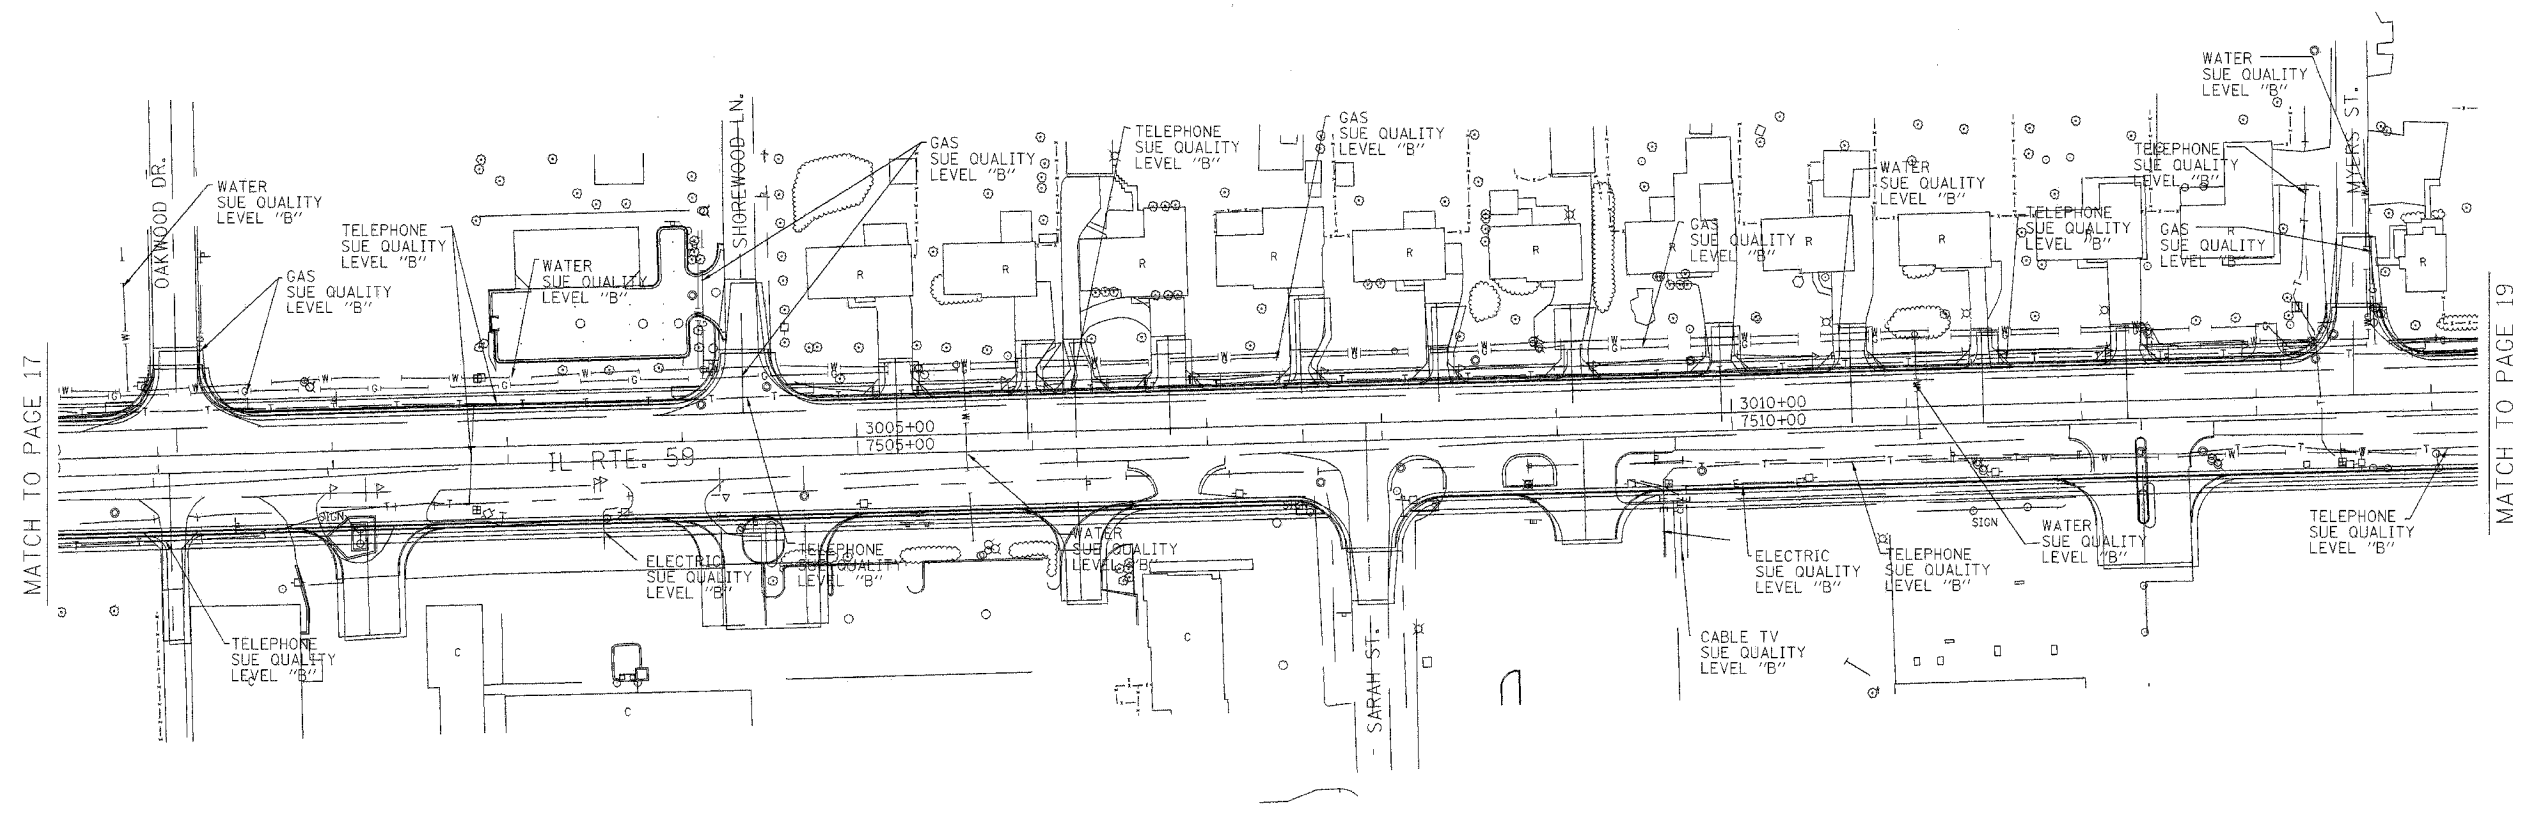 MATCH TO PAGE 17
OAKWOOD DR.
WATER
SUE QUALITY
LEVEL "B"
GAS
SUE QUALITY
LEVEL "B"
TELEPHONE
SUE QUALITY
LEVEL "B"
WATER
SUE QUALITY
LEVEL "B"
SHOREWOOD LN.
GAS
SUE QUALITY
LEVEL "B"
TELEPHONE
SUE QUALITY
LEVEL "B"
GAS
SUE QUALITY
LEVEL "B"
GAS
SUE QUALITY
LEVEL "B"
WATER
SUE QUALITY
LEVEL "B"
TELEPHONE
SUE QUALITY
LEVEL "B"
TELEPHONE
SUE QUALITY
LEVEL "B"
GAS
SUE QUALITY
LEVEL "B"
WATER
SUE QUALITY
LEVEL "B"
MYERS ST.
R
R
R
R
R
R
R
R
R
R
R
R
3005+00
7505+00
3010+00
7510+00
IL RTE. 59
SIGN
TELEPHONE
SUE QUALITY
LEVEL "B"
ELECTRIC
SUE QUALITY
LEVEL "B"
TELEPHONE
SUE QUALITY
LEVEL "B"
WATER
SUE QUALITY
LEVEL "B"
SARAH ST.
CABLE TV
SUE QUALITY
LEVEL "B"
ELECTRIC
SUE QUALITY
LEVEL "B"
TELEPHONE
SUE QUALITY
LEVEL "B"
SIGN
WATER
SUE QUALITY
LEVEL "B"
TELEPHONE
SUE QUALITY
LEVEL "B"
C
C
C
C
MATCH TO PAGE 19